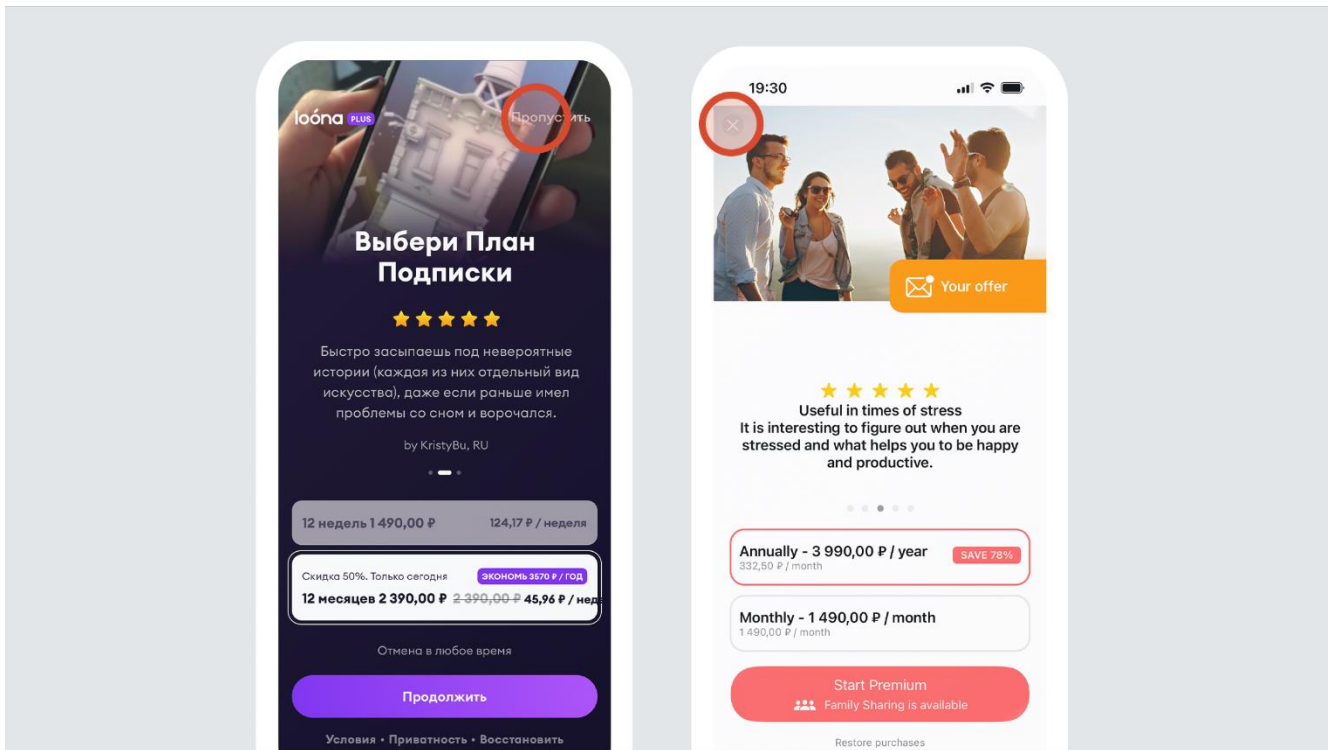 loóna PLUS
Пропустить
Выбери План
Подписки
Быстро засыпаешь под невероятные
истории (каждая из них отдельный вид
искусства), даже если раньше имел
проблемы со сном и ворочался.
by KristyBu, RU
12 недель 1 490,00 ₽ 124,17 ₽ / неделя
Скидка 50%. Только сегодня ЭКОНОМЬ 3570 ₽ / ГОД
12 месяцев 2 390,00 ₽ 2 390,00 ₽ 45,96 ₽ / нед
Отмена в любое время
Продолжить
Условия • Приватность • Восстановить
19:30
Your offer
Useful in times of stress
It is interesting to figure out when you are
stressed and what helps you to be happy
and productive.
Annually - 3 990,00 ₽ / year SAVE 78%
332,50 ₽ / month
Monthly - 1 490,00 ₽ / month
1 490,00 ₽ / month
Start Premium
Family Sharing is available
Restore purchases